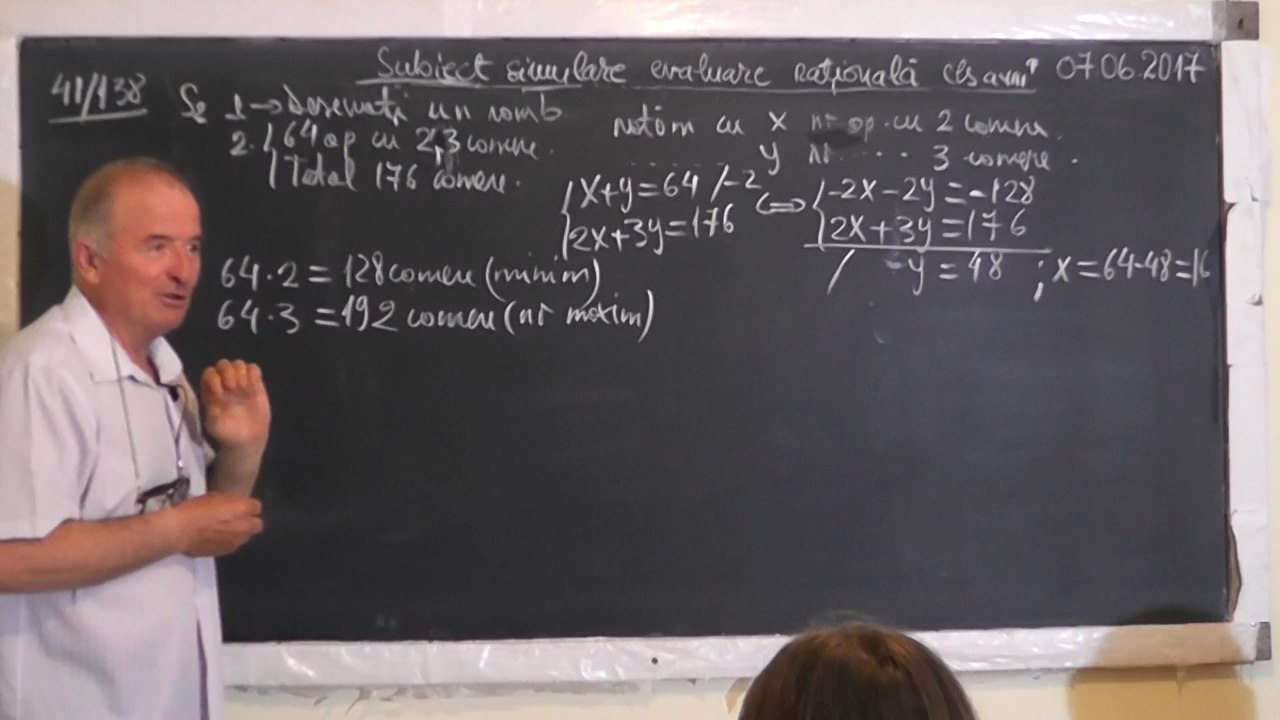 Subiect simulare evaluare națională cls a VIII 07.06.2017
41/138
SII 1 → Desenați un romb
2. 64 ap cu 2,3 camere.
Total 176 camere.
notăm cu x nr ap. cu 2 camere.
y nr. .... 3 camere.
x+y=64 /-2
2x+3y=176
⇔
-2x-2y=-128
2x+3y=176
/ -y = 48 ; x=64-48=16
64·2 = 128 camere (minim)
64·3 = 192 camere (nr maxim)